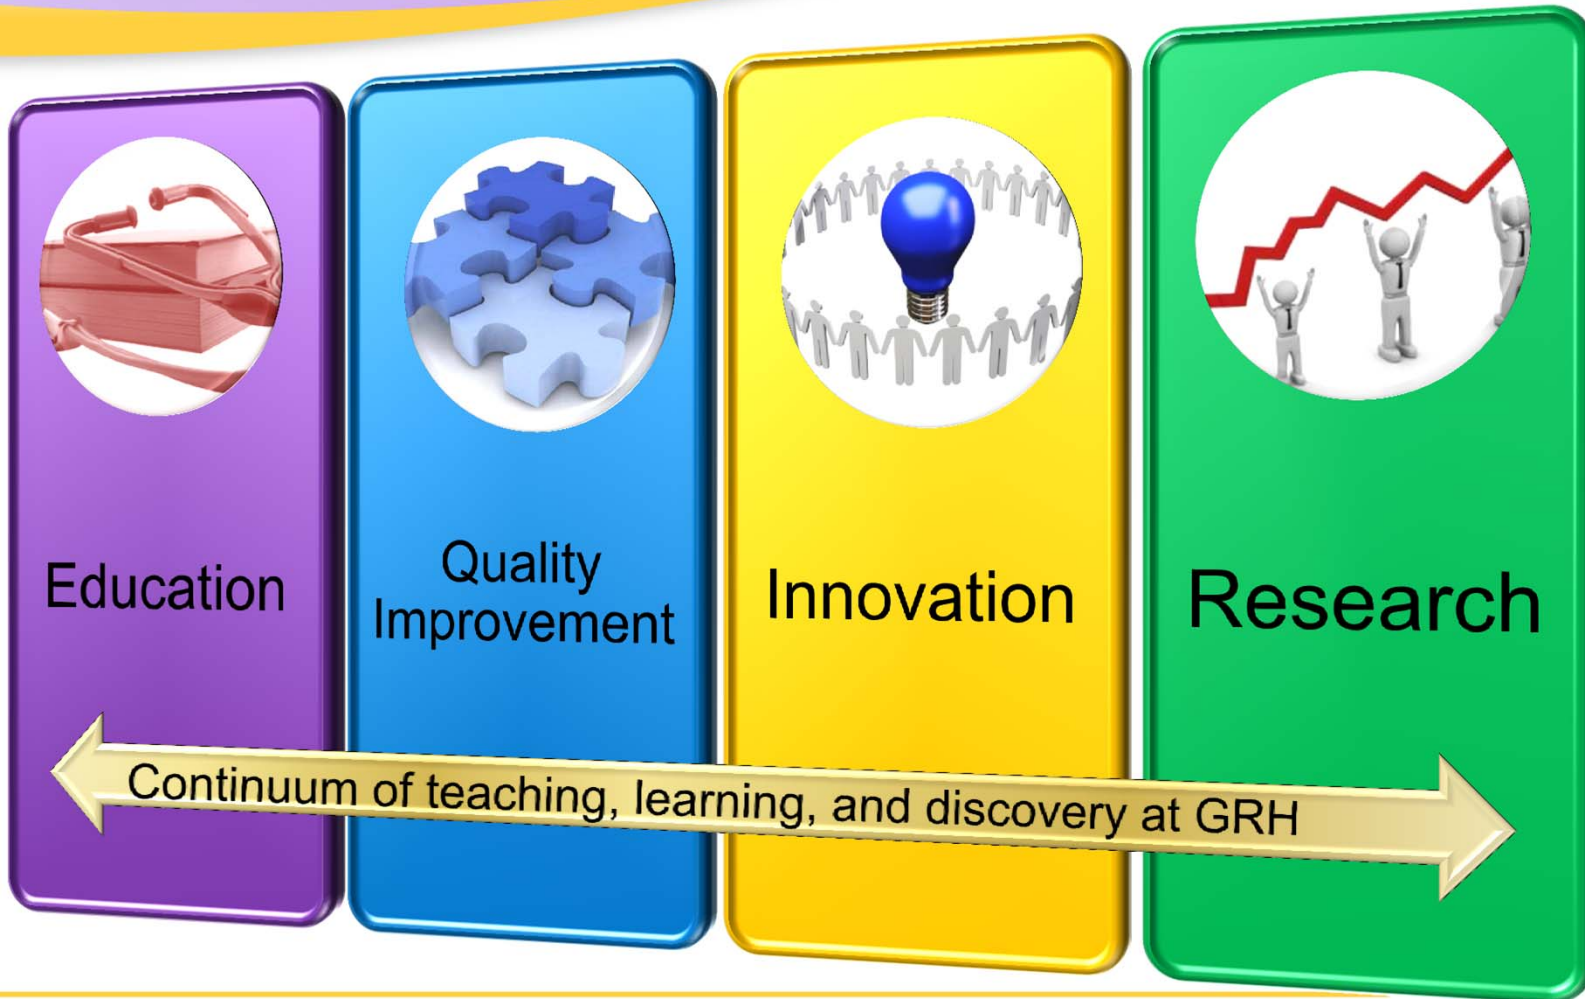 Education
Quality
Improvement
Innovation
Research
Continuum of teaching, learning, and discovery at GRH